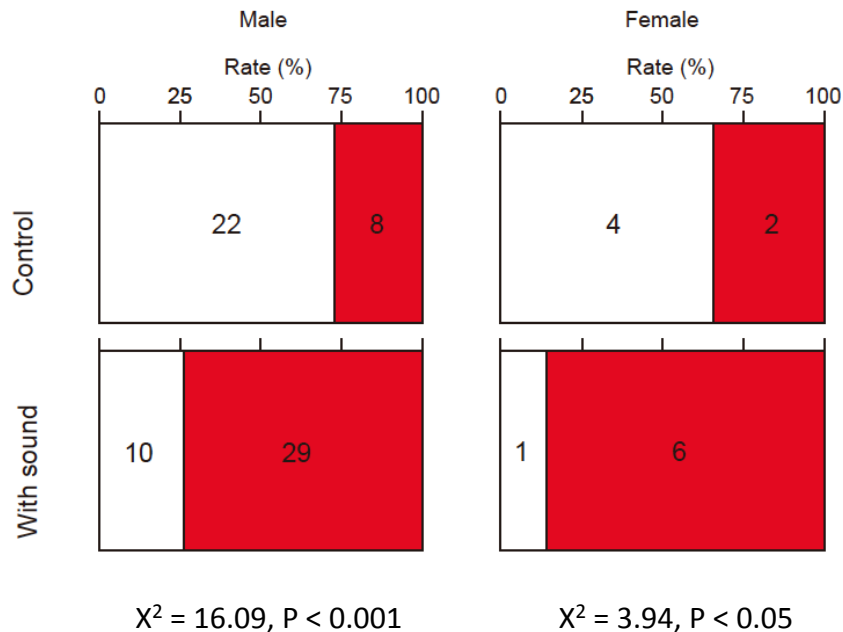 Male Female
Rate (%) Rate (%)
0 25 50 75 100 0 25 50 75 100
Control 22 8 4 2
With sound 10 29 1 6
X² = 16.09, P < 0.001 X² = 3.94, P < 0.05